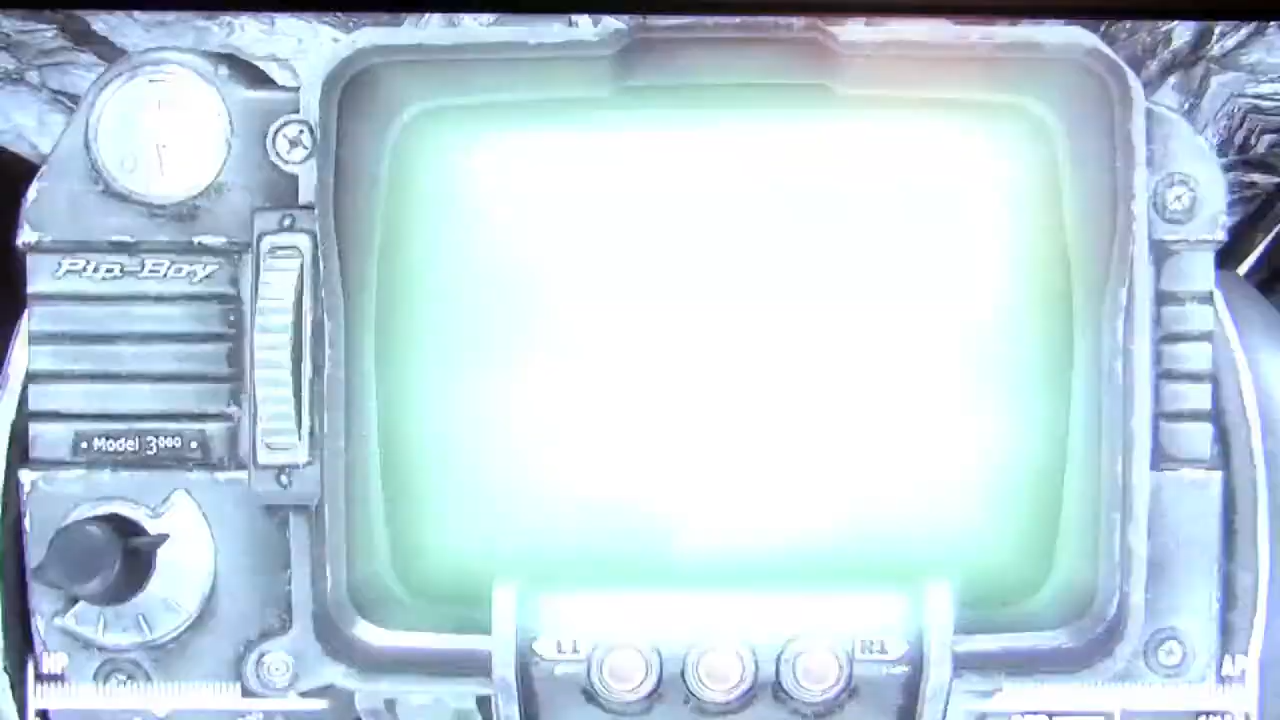 Pip-Boy
• Model 3000 •
L1
R1
HP
AP